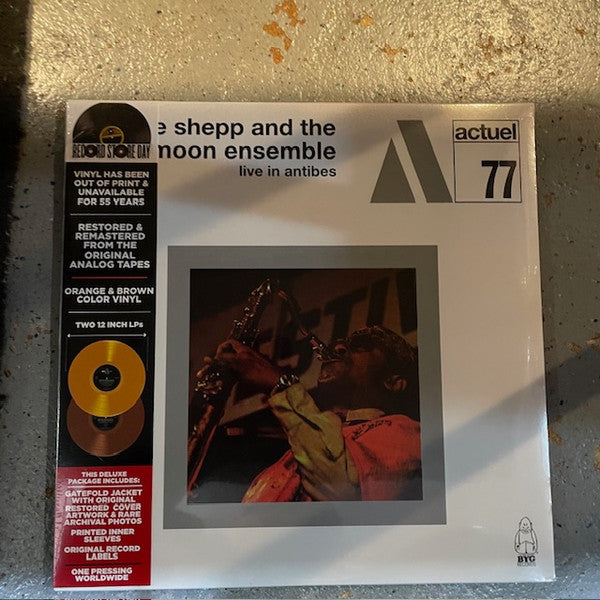 e shepp and the
moon ensemble
live in antibes
actuel
77
RECORD STORE DAY
VINYL HAS BEEN
OUT OF PRINT &
UNAVAILABLE
FOR 55 YEARS
RESTORED &
REMASTERED
FROM THE
ORIGINAL
ANALOG TAPES
ORANGE & BROWN
COLOR VINYL
TWO 12 INCH LPs
THIS DELUXE
PACKAGE INCLUDES:
GATEFOLD JACKET
WITH ORIGINAL
RESTORED COVER
ARTWORK & RARE
ARCHIVAL PHOTOS
PRINTED INNER
SLEEVES
ORIGINAL RECORD
LABELS
ONE PRESSING
WORLDWIDE
ESTI
BYG
RECORDS